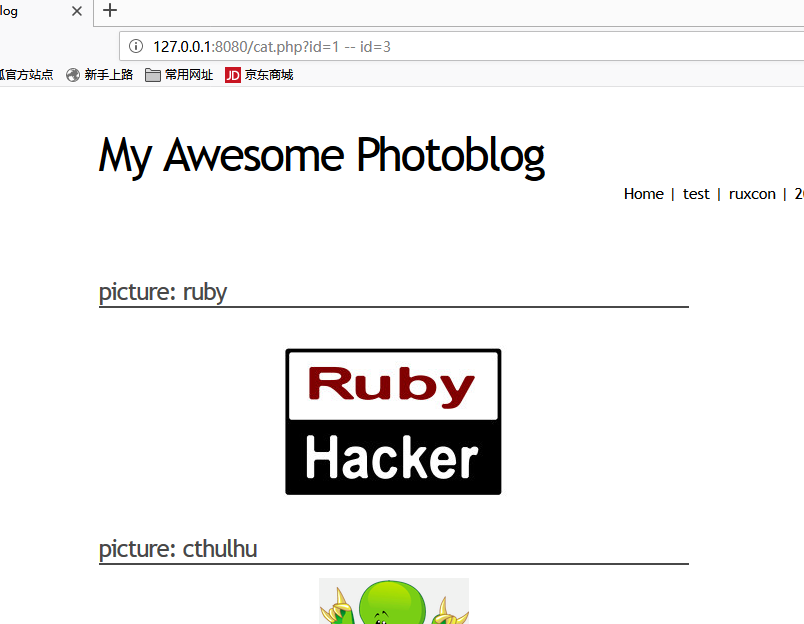 log
127.0.0.1:8080/cat.php?id=1 -- id=3
官方站点 新手上路 常用网址 JD 京东商城
My Awesome Photoblog
Home | test | ruxcon | 2
picture: ruby
Ruby
Hacker
picture: cthulhu